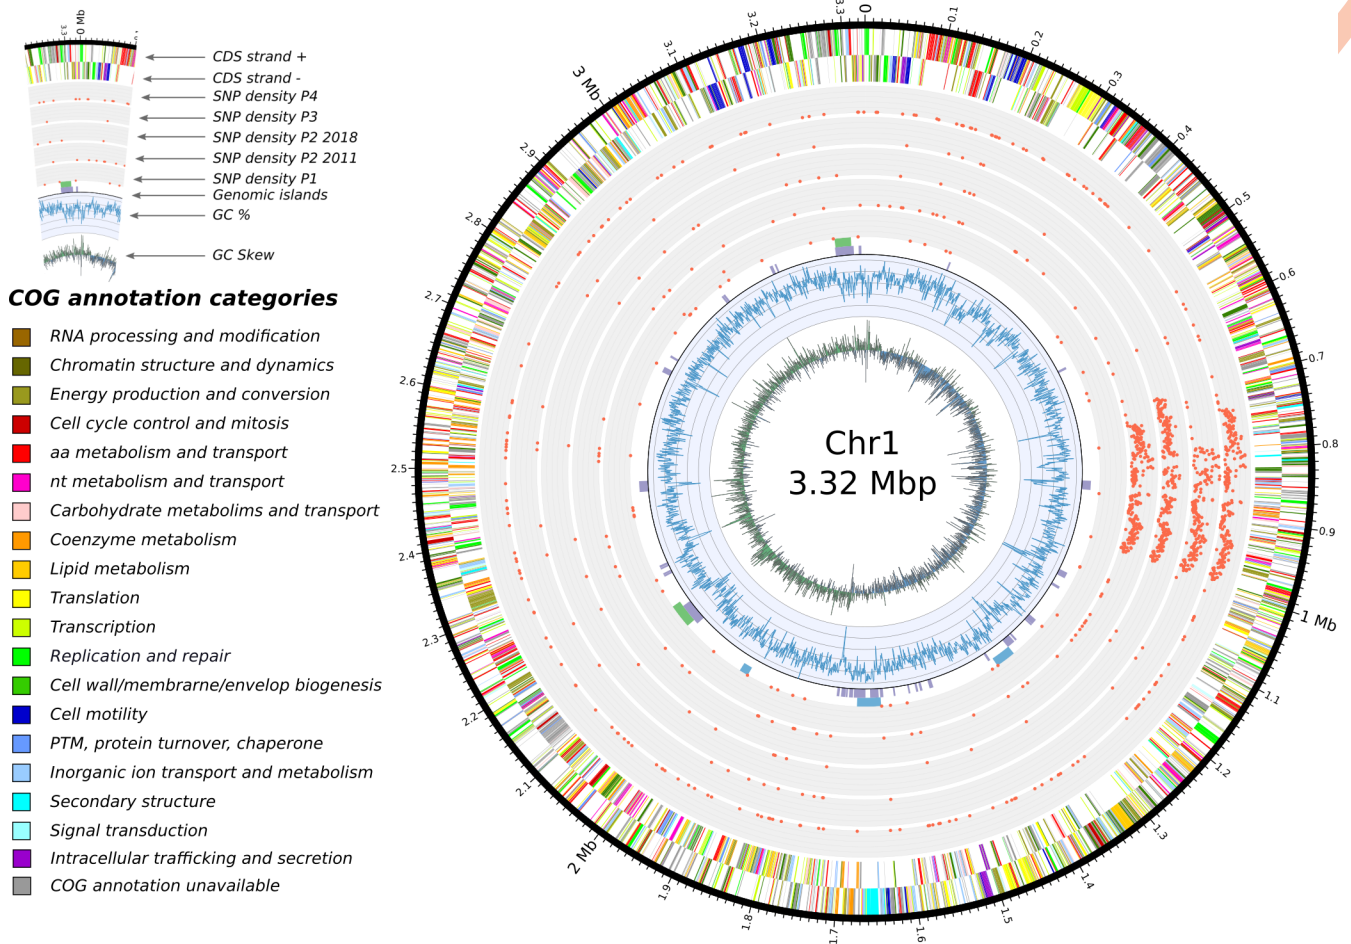 3.3
0 Mb
0.1
CDS strand +
CDS strand -
SNP density P4
SNP density P3
SNP density P2 2018
SNP density P2 2011
SNP density P1
Genomic islands
GC %
GC Skew
COG annotation categories
RNA processing and modification
Chromatin structure and dynamics
Energy production and conversion
Cell cycle control and mitosis
aa metabolism and transport
nt metabolism and transport
Carbohydrate metabolims and transport
Coenzyme metabolism
Lipid metabolism
Translation
Transcription
Replication and repair
Cell wall/membrarne/envelop biogenesis
Cell motility
PTM, protein turnover, chaperone
Inorganic ion transport and metabolism
Secondary structure
Signal transduction
Intracellular trafficking and secretion
COG annotation unavailable
0
0.1
0.2
0.3
0.4
0.5
0.6
0.7
0.8
0.9
1 Mb
1.1
1.2
1.3
1.4
1.5
1.6
1.7
1.8
1.9
2 Mb
2.1
2.2
2.3
2.4
2.5
2.6
2.7
2.8
2.9
3 Mb
3.1
3.2
3.3
Chr1
3.32 Mbp